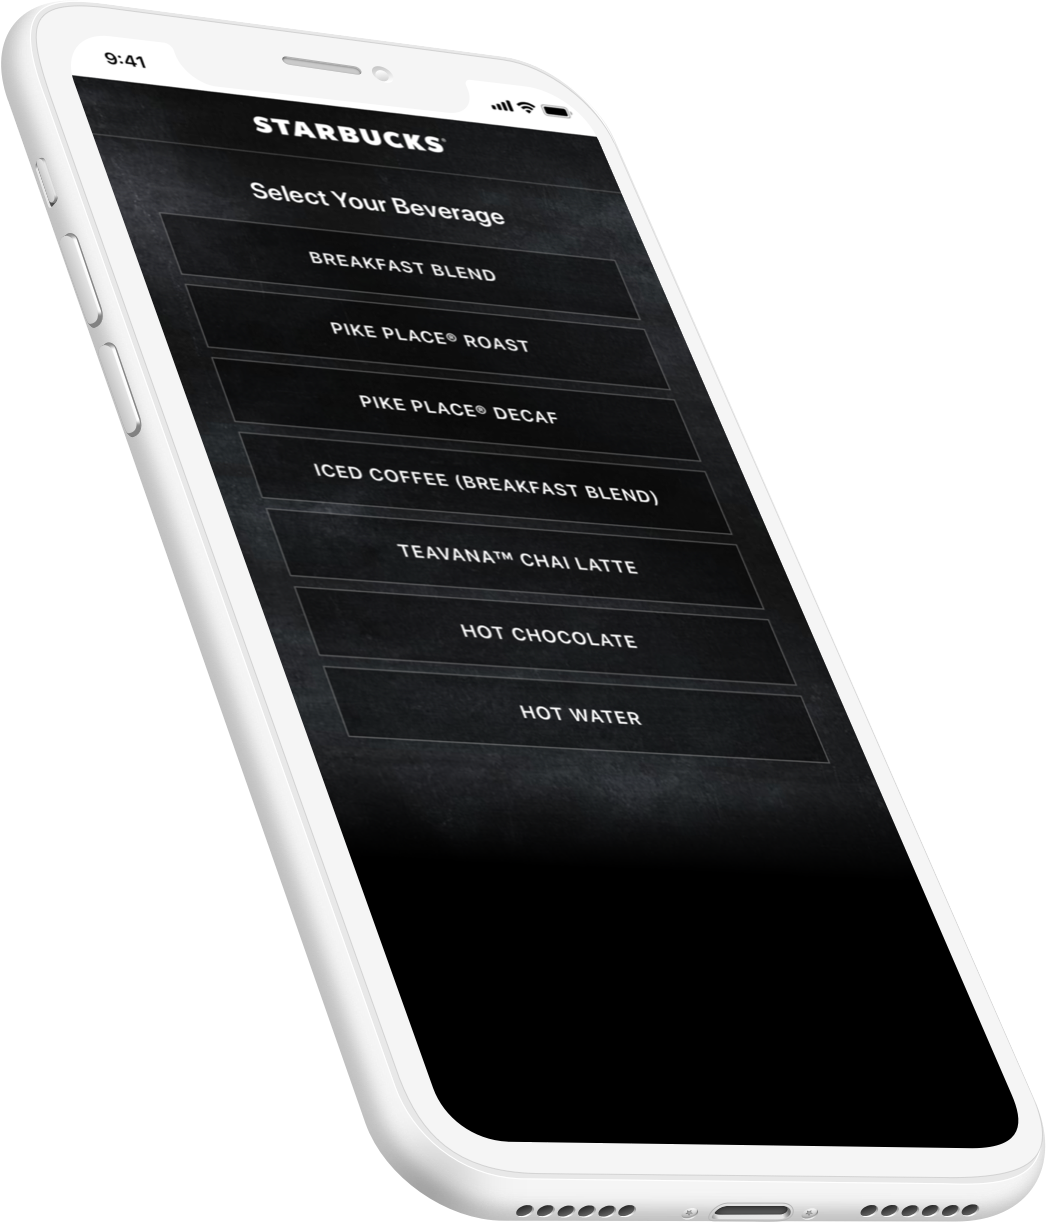 9:41
STARBUCKS®
Select Your Beverage
BREAKFAST BLEND
PIKE PLACE® ROAST
PIKE PLACE® DECAF
ICED COFFEE (BREAKFAST BLEND)
TEAVANA™ CHAI LATTE
HOT CHOCOLATE
HOT WATER